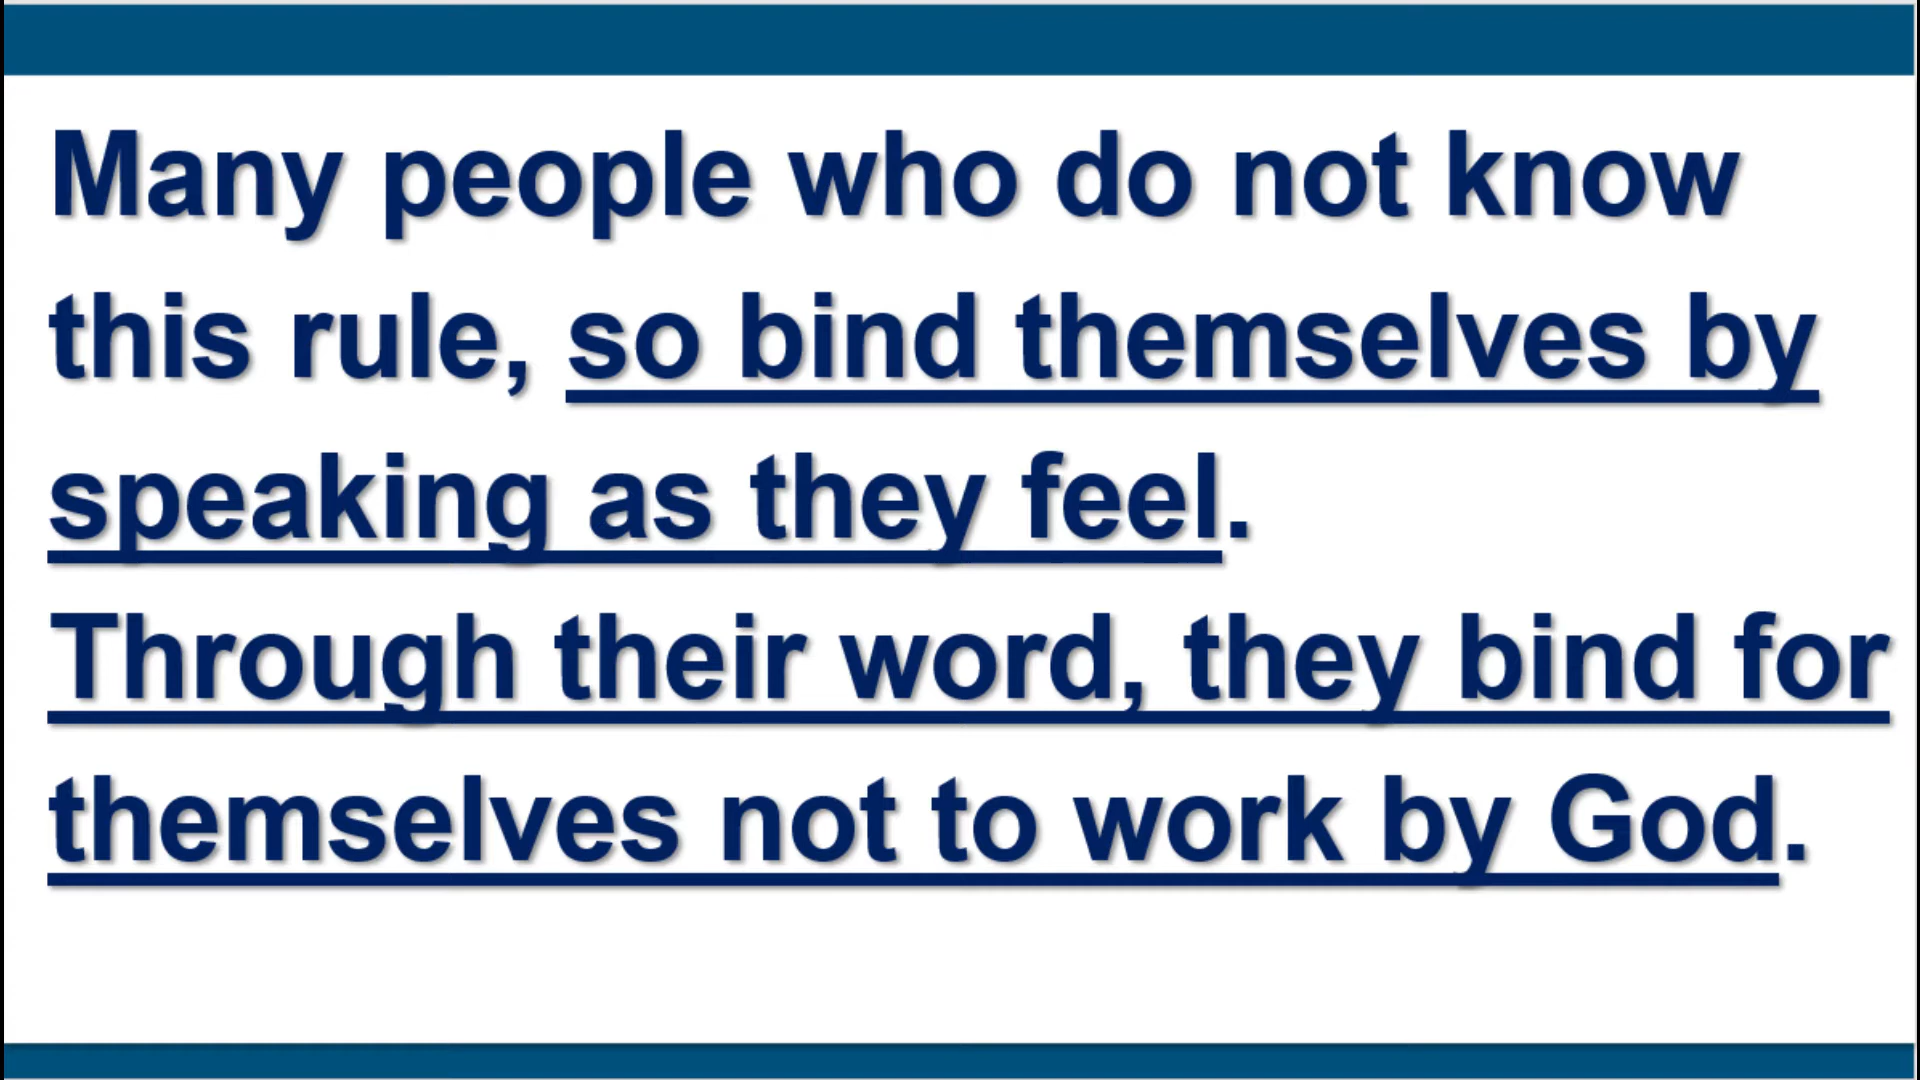 Many people who do not know
this rule, so bind themselves by
speaking as they feel.
Through their word, they bind for
themselves not to work by God.